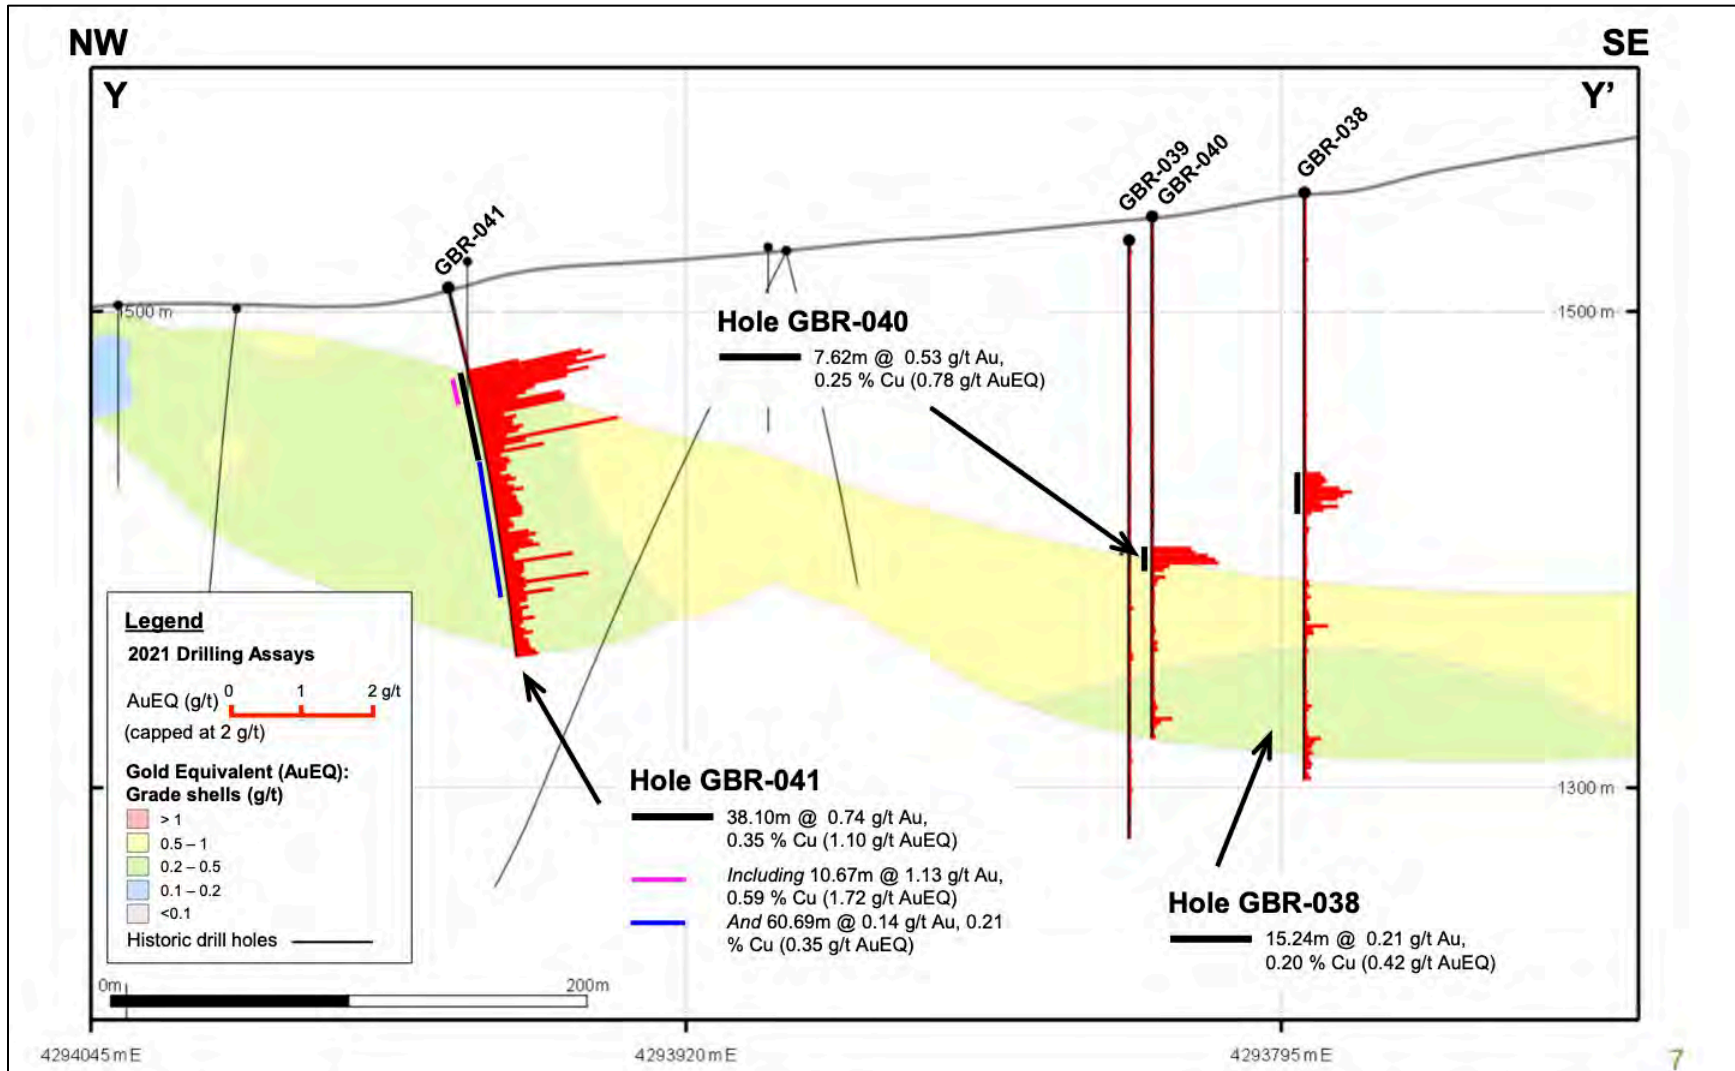 NW
SE
Y
Y’
GBR-041
GBR-039
GBR-040
GBR-038
1500 m
1500 m
Hole GBR-040
7.62m @ 0.53 g/t Au,
0.25 % Cu (0.78 g/t AuEQ)
Legend
2021 Drilling Assays
AuEQ (g/t)
0 1 2 g/t
(capped at 2 g/t)
Gold Equivalent (AuEQ):
Grade shells (g/t)
> 1
0.5 – 1
0.2 – 0.5
0.1 – 0.2
<0.1
Historic drill holes
Hole GBR-041
38.10m @ 0.74 g/t Au,
0.35 % Cu (1.10 g/t AuEQ)
Including 10.67m @ 1.13 g/t Au,
0.59 % Cu (1.72 g/t AuEQ)
And 60.69m @ 0.14 g/t Au, 0.21
% Cu (0.35 g/t AuEQ)
1300 m
Hole GBR-038
15.24m @ 0.21 g/t Au,
0.20 % Cu (0.42 g/t AuEQ)
0m 200m
4294045 mE 4293920 mE 4293795 mE
7